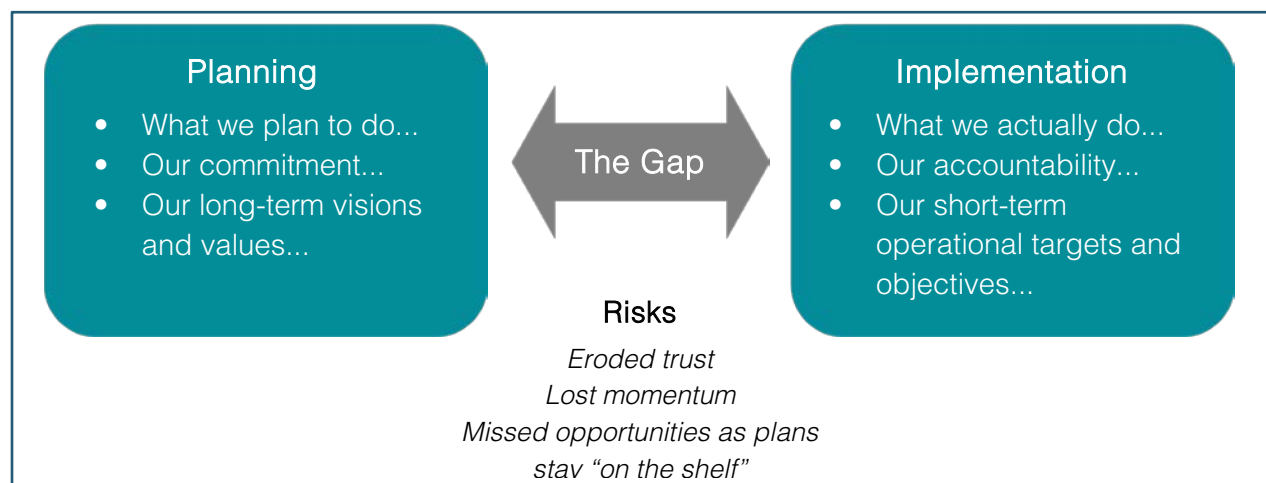 Planning
• What we plan to do...
• Our commitment...
• Our long-term visions
and values...
The Gap
Implementation
• What we actually do...
• Our accountability...
• Our short-term
operational targets and
objectives...
Risks
Eroded trust
Lost momentum
Missed opportunities as plans
stay “on the shelf”